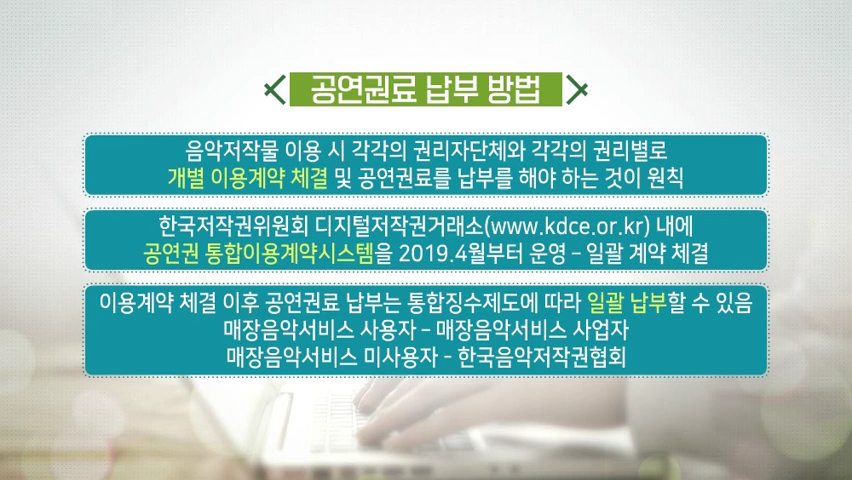 공연권료 납부 방법
음악저작물 이용 시 각각의 권리자단체와 각각의 권리별로
개별 이용계약 체결 및 공연권료를 납부를 해야 하는 것이 원칙
한국저작권위원회 디지털저작권거래소(www.kdce.or.kr) 내에
공연권 통합이용계약시스템을 2019.4월부터 운영 – 일괄 계약 체결
이용계약 체결 이후 공연권료 납부는 통합징수제도에 따라 일괄 납부할 수 있음
매장음악서비스 사용자 – 매장음악서비스 사업자
매장음악서비스 미사용자 - 한국음악저작권협회